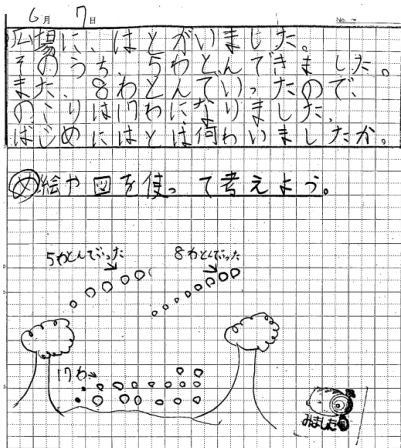 6月 7日 No.
広場に、はとがいました。
そのうち、5わとんできました。
また、8わとんでいったので、
のこりは17わになりました。
はじめにはとは何わいましたか。
め 絵や図を使って考えよう。
5わとんでいった
8わとんでいった
17わ
みました